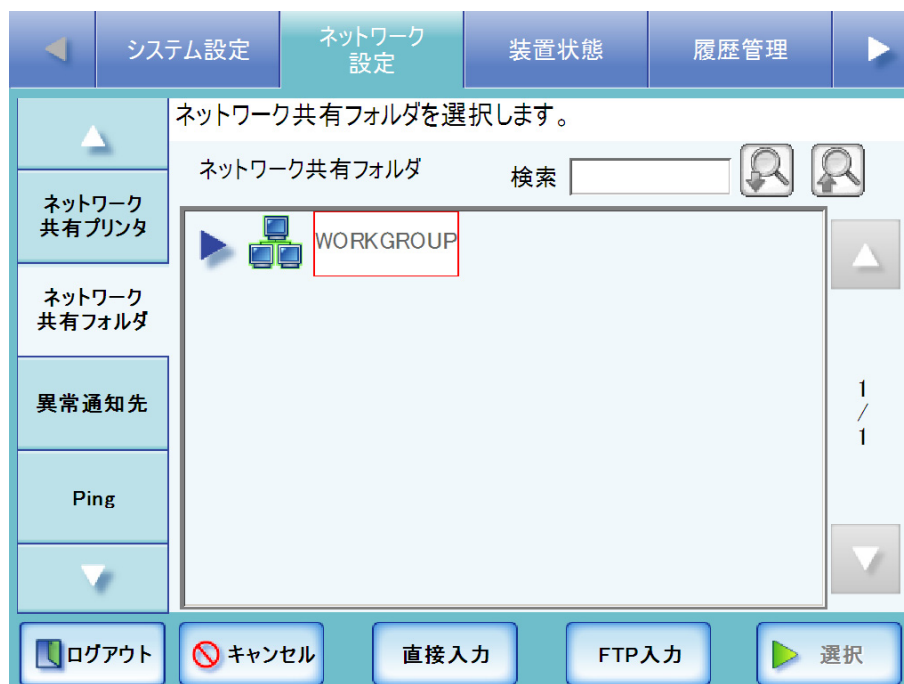 システム設定
ネットワーク
設定
装置状態
履歴管理
ネットワーク共有フォルダを選択します。
ネットワーク共有フォルダ
検索
ネットワーク
共有プリンタ
WORKGROUP
ネットワーク
共有フォルダ
異常通知先
1
/
1
Ping
ログアウト
キャンセル
直接入力
FTP入力
選択